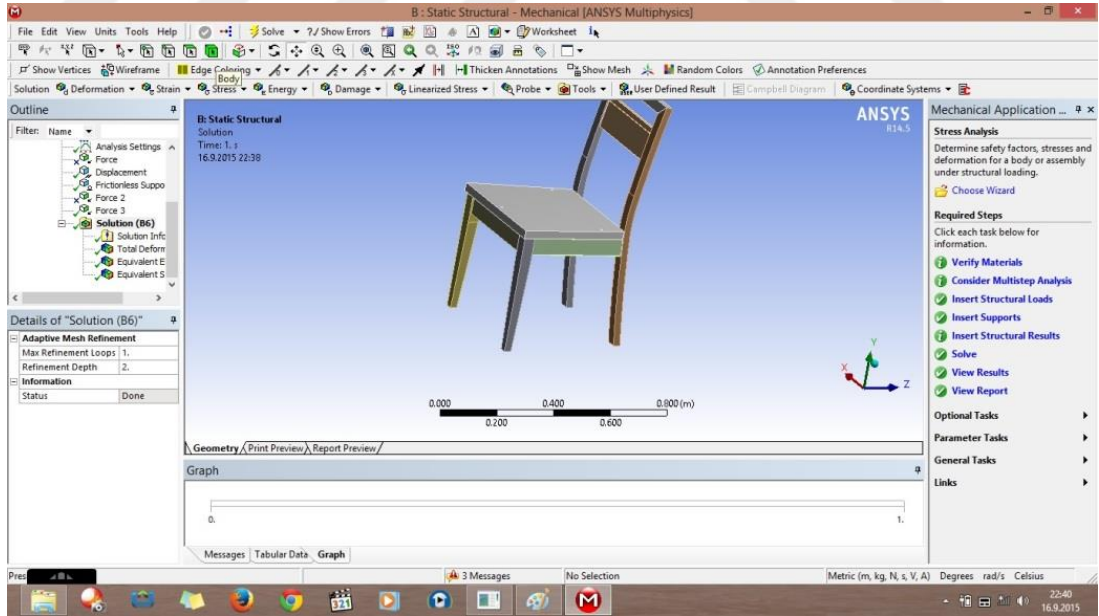 B : Static Structural - Mechanical [ANSYS Multiphysics]
File Edit View Units Tools Help Solve ?/ Show Errors Worksheet
Show Vertices Wireframe Edge Coloring Thicken Annotations Show Mesh Random Colors Annotation Preferences
Body
Solution Deformation Strain Stress Energy Damage Linearized Stress Probe Tools User Defined Result Campbell Diagram Coordinate Systems
Outline
Filter: Name
Analysis Settings
Force
Displacement
Frictionless Suppo
Force 2
Force 3
Solution (B6)
Solution Info
Total Deform
Equivalent E
Equivalent S
Details of "Solution (B6)"
Adaptive Mesh Refinement
Max Refinement Loops 1.
Refinement Depth 2.
Information
Status Done
B: Static Structural
Solution
Time: 1. s
16.9.2015 22:38
ANSYS
R14.5
Y
X
Z
0.000 0.400 0.800 (m)
0.200 0.600
Geometry Print Preview Report Preview
Graph
0. 1.
Messages Tabular Data Graph
Mechanical Application ...
Stress Analysis
Determine safety factors, stresses and
deformation for a body or assembly
under structural loading.
Choose Wizard
Required Steps
Click each task below for
information.
Verify Materials
Consider Multistep Analysis
Insert Structural Loads
Insert Supports
Insert Structural Results
Solve
View Results
View Report
Optional Tasks
Parameter Tasks
General Tasks
Links
Pres 3 Messages No Selection Metric (m, kg, N, s, V, A) Degrees rad/s Celsius
321
22:40
16.9.2015